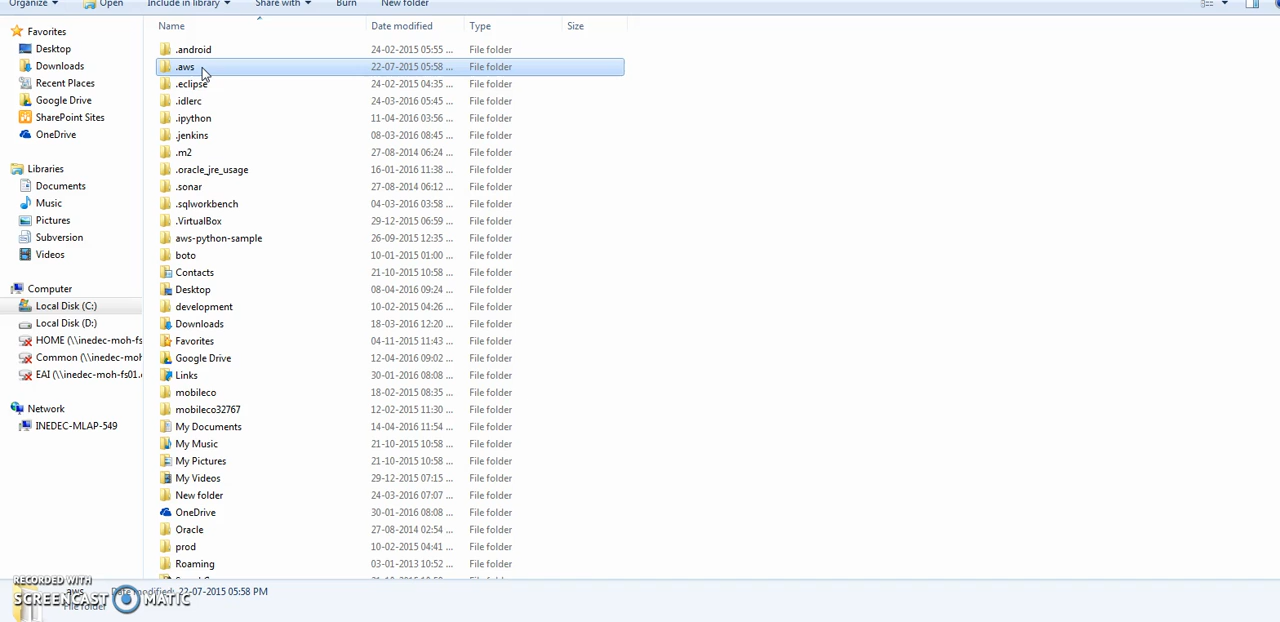 Organize Open Include in library Share with Burn New folder
Name Date modified Type Size
Favorites
Desktop
Downloads
Recent Places
Google Drive
SharePoint Sites
OneDrive
Libraries
Documents
Music
Pictures
Subversion
Videos
Computer
Local Disk (C:)
Local Disk (D:)
HOME (\\inedec-moh-fs
Common (\\inedec-moh
EAI (\\inedec-moh-fs01.e
Network
INEDEC-MLAP-549
.android 24-02-2015 05:55 ... File folder
.aws 22-07-2015 05:58 ... File folder
.eclipse 24-02-2015 04:35 ... File folder
.idlerc 24-03-2016 05:45 ... File folder
.ipython 11-04-2016 03:56 ... File folder
.jenkins 08-03-2016 08:45 ... File folder
.m2 27-08-2014 06:24 ... File folder
.oracle_jre_usage 16-01-2016 11:38 ... File folder
.sonar 27-08-2014 06:12 ... File folder
.sqlworkbench 04-03-2016 03:58 ... File folder
.VirtualBox 29-12-2015 06:59 ... File folder
aws-python-sample 26-09-2015 12:35 ... File folder
boto 10-01-2015 01:00 ... File folder
Contacts 21-10-2015 10:58 ... File folder
Desktop 08-04-2016 09:24 ... File folder
development 10-02-2015 04:26 ... File folder
Downloads 18-03-2016 12:20 ... File folder
Favorites 04-11-2015 11:43 ... File folder
Google Drive 12-04-2016 09:02 ... File folder
Links 30-01-2016 08:08 ... File folder
mobileco 18-02-2015 08:35 ... File folder
mobileco32767 12-02-2015 11:30 ... File folder
My Documents 14-04-2016 11:54 ... File folder
My Music 21-10-2015 10:58 ... File folder
My Pictures 21-10-2015 10:58 ... File folder
My Videos 29-12-2015 07:15 ... File folder
New folder 24-03-2016 07:07 ... File folder
OneDrive 30-01-2016 08:08 ... File folder
Oracle 27-08-2014 02:54 ... File folder
prod 10-02-2015 04:41 ... File folder
Roaming 03-01-2013 10:52 ... File folder
RECORDED WITH
.aws Date modified: 22-07-2015 05:58 PM
SCREENCAST MATIC
File folder